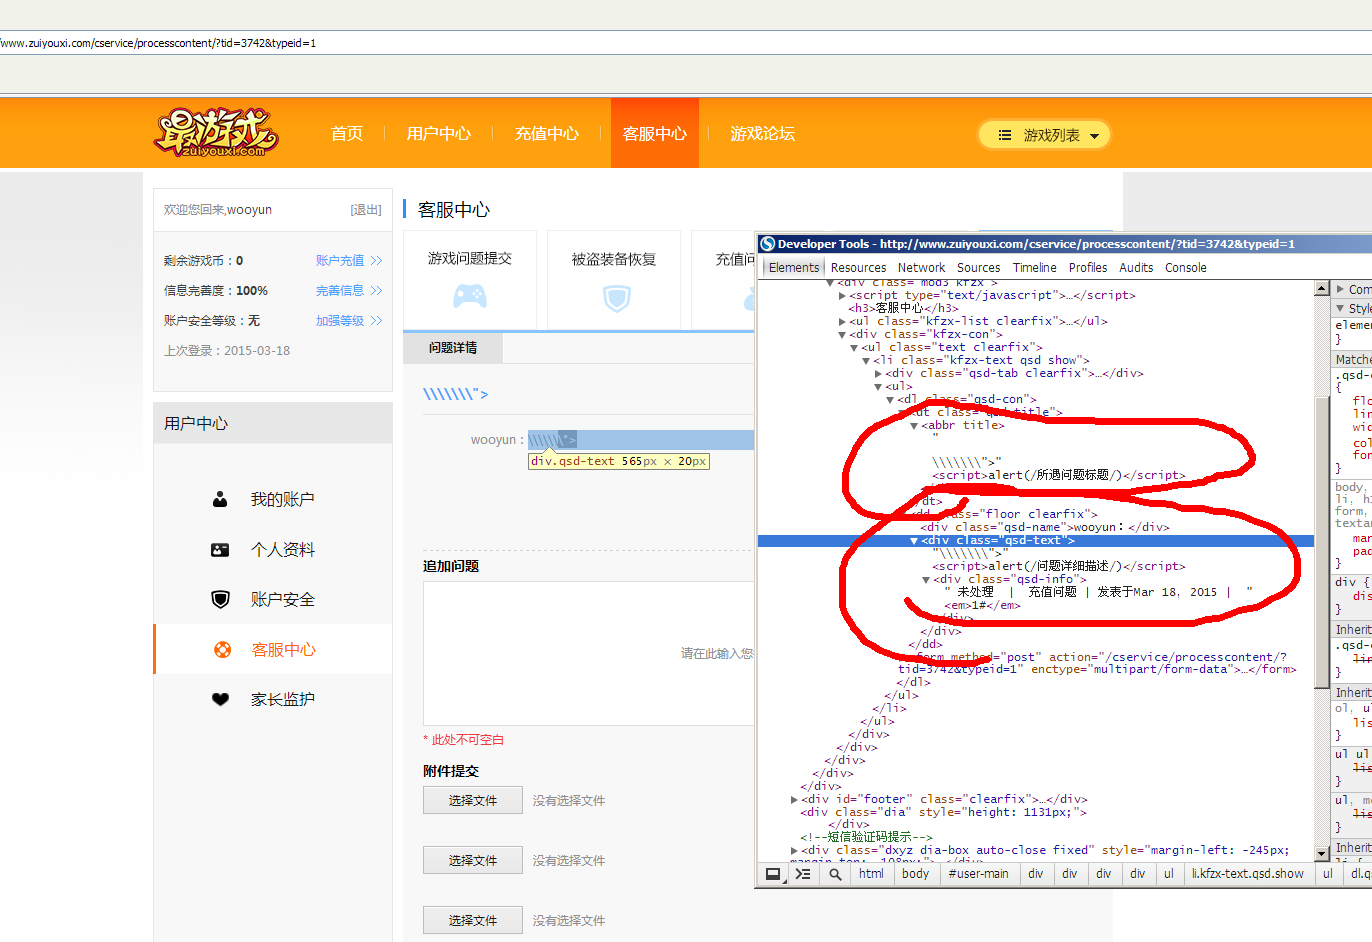 /www.zuiyouxi.com/cservice/processcontent/?tid=3742&typeid=1
最游戏
zuiyouxi.com
首页
用户中心
充值中心
客服中心
游戏论坛
游戏列表
欢迎您回来,wooyun [退出]
剩余游戏币：0 账户充值 >>
信息完善度：100% 完善信息 >>
账户安全等级：无 加强等级 >>
上次登录：2015-03-18
用户中心
我的账户
个人资料
账户安全
客服中心
家长监护
客服中心
游戏问题提交
被盗装备恢复
充值问
问题详情
\\\\\\\">
wooyun： \\\\\\\">
div.qsd-text 565px × 20px
追加问题
请在此输入您
* 此处不可空白
附件提交
选择文件 没有选择文件
选择文件 没有选择文件
选择文件 没有选择文件
Developer Tools - http://www.zuiyouxi.com/cservice/processcontent/?tid=3742&typeid=1
Elements Resources Network Sources Timeline Profiles Audits Console
<div class="mod3 kfzx">
<script type="text/javascript">…</script>
<h3>客服中心</h3>
<ul class="kfzx-list clearfix">…</ul>
<div class="kfzx-con">
<ul class="text clearfix">
<li class="kfzx-text qsd show">
<div class="qsd-tab clearfix">…</div>
<ul>
<dl class="qsd-con">
<dt class="qsd-title">
<abbr title>
"
\\\\\\\">"
<script>alert(/所遇问题标题/)</script>
</dt>
<dd class="floor clearfix">
<div class="qsd-name">wooyun：</div>
<div class="qsd-text">
"\\\\\\\">"
<script>alert(/问题详细描述/)</script>
<div class="qsd-info">
" 未处理 | 充值问题 | 发表于Mar 18, 2015 | "
<em>1#</em>
</div>
</div>
</dd>
<form method="post" action="/cservice/processcontent/?
tid=3742&typeid=1" enctype="multipart/form-data">…</form>
</dl>
</ul>
</li>
</ul>
</div>
</div>
</div>
</div>
</div>
<div id="footer" class="clearfix">…</div>
<div class="dia" style="height: 1131px;">
</div>
<!--短信验证码提示-->
<div class="dxyz dia-box auto-close fixed" style="margin-left: -245px;
margin-top: -108px;">…</div>
html body #user-main div div div div ul li.kfzx-text.qsd.show ul dl.q
Com
Style
elemen
}
Matche
.qsd-c
{
flo
lin
wid
col
fon
}
body,
li, h
form,
textar
mar
pad
}
div {
dis
}
Inherit
.qsd-c
lin
}
Inherit
ol, u
lis
}
Inherit
ul ul
lis
}
ul, m
lis
}
Inherit